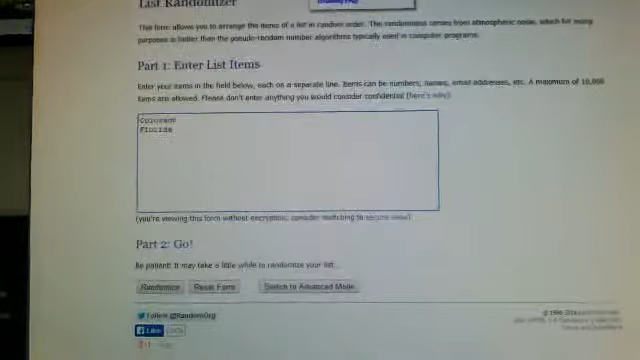 List Randomizer
This form allows you to arrange the items of a list in random order. The randomness comes from atmospheric noise, which for many
purposes is better than the pseudo-random number algorithms typically used in computer programs.
Part 1: Enter List Items
Enter your items in the field below, each on a separate line. Items can be numbers, names, email addresses, etc. A maximum of 10,000
items are allowed. Please don't enter anything you would consider confidential (here's why).
Colorado
Florida
(you're viewing this form without encryption; consider switching to secure view)
Part 2: Go!
Be patient! It may take a little while to randomize your list...
Randomize Reset Form Switch to Advanced Mode
Follow @RandomOrg
Like